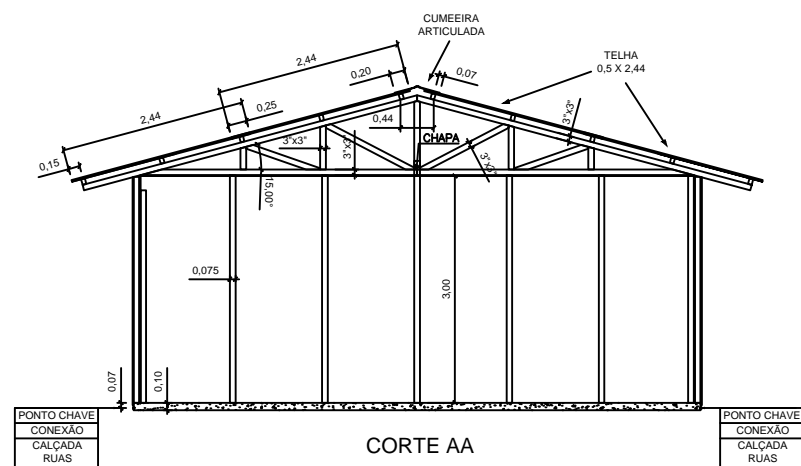 CUMEEIRA
ARTICULADA
2,44
0,20
0,07
TELHA
0,5 X 2,44
2,44
0,25
0,44
3"x3"
CHAPA
3"x3"
3"x3"
3"x3"
0,15
15,00°
0,075
3,00
0,07
0,10
PONTO CHAVE
CONEXÃO
CALÇADA
RUAS
CORTE AA
PONTO CHAVE
CONEXÃO
CALÇADA
RUAS